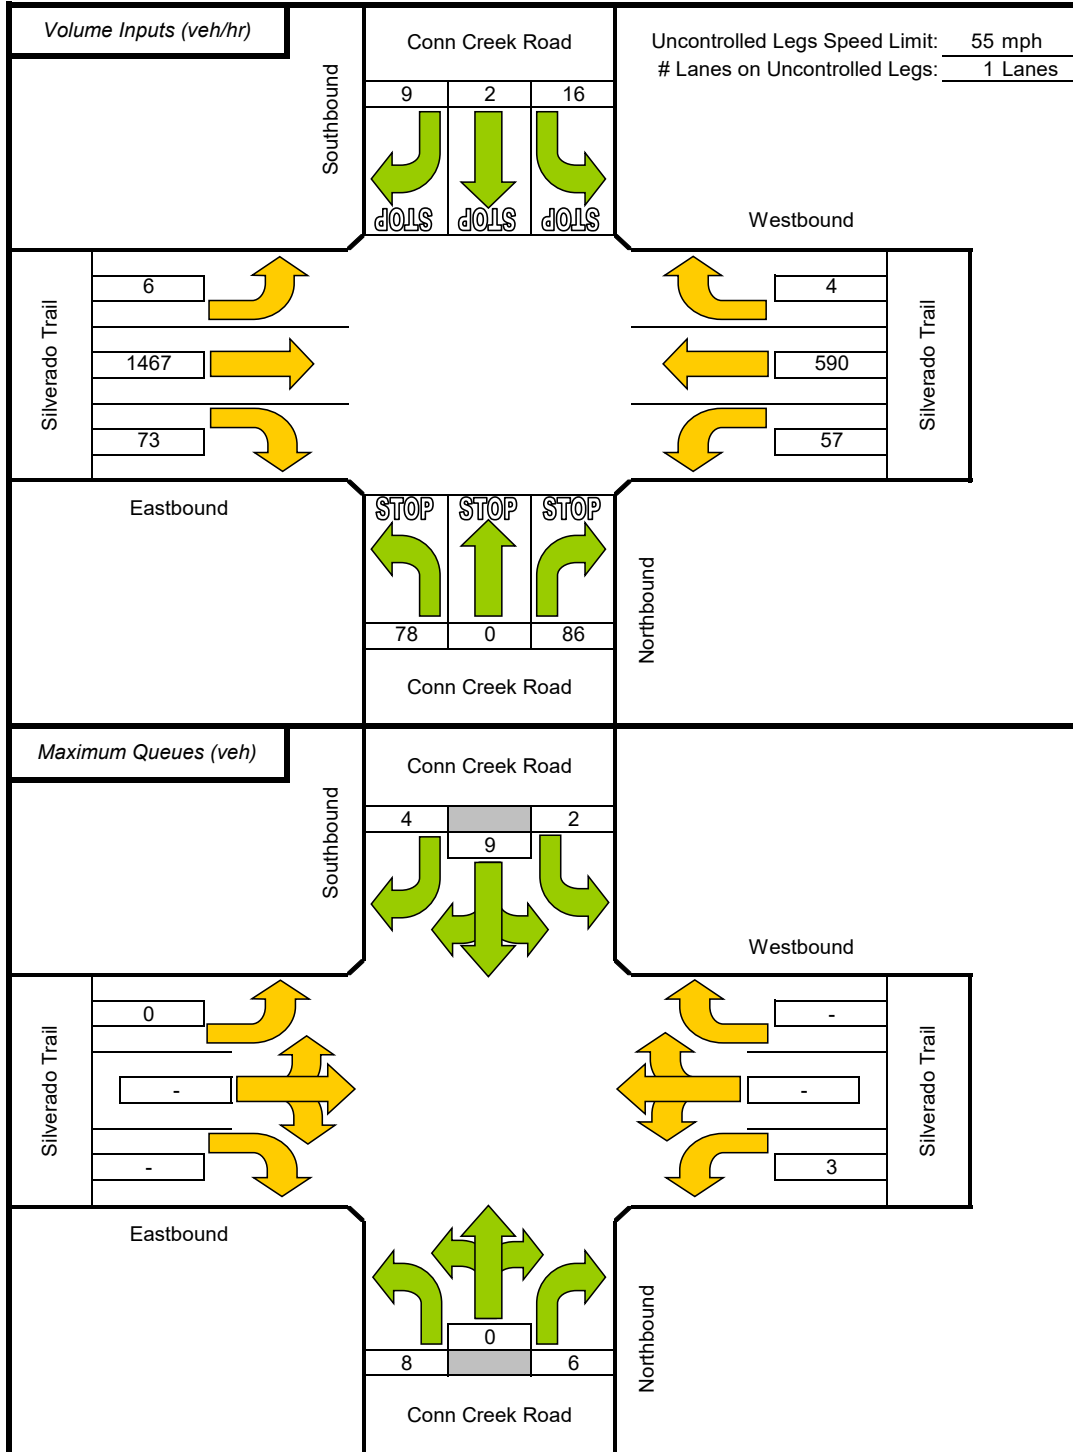 Volume Inputs (veh/hr)
Conn Creek Road
Uncontrolled Legs Speed Limit: 55 mph
# Lanes on Uncontrolled Legs: 1 Lanes
Southbound
9 2 16
STOP STOP STOP
Westbound
Silverado Trail
6
1467
73
4
590
57
Silverado Trail
Eastbound
STOP STOP STOP
78 0 86
Northbound
Conn Creek Road
Maximum Queues (veh)
Conn Creek Road
Southbound
4 2
9
Westbound
Silverado Trail
0
-
-
-
-
3
Silverado Trail
Eastbound
0
8 6
Northbound
Conn Creek Road